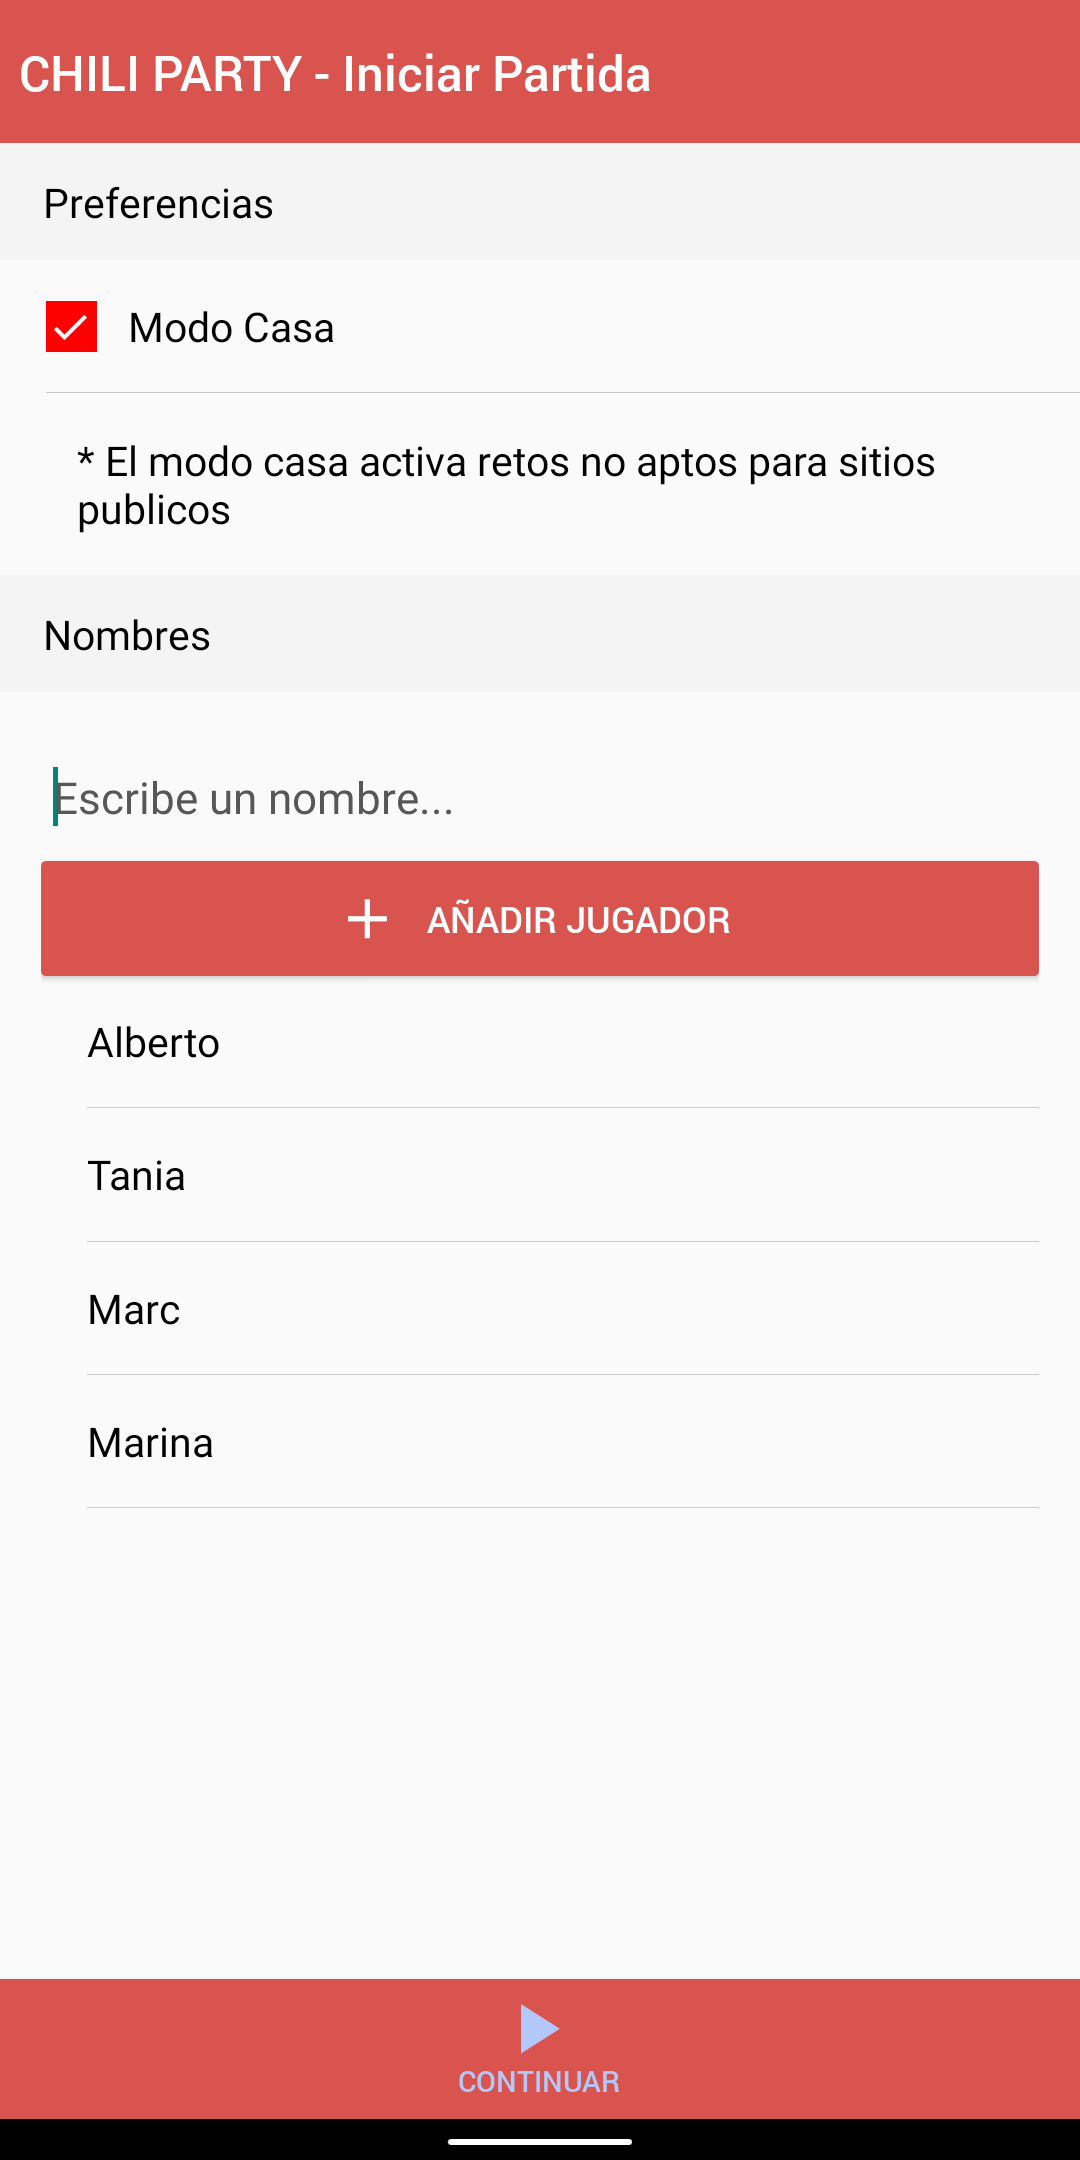 CHILI PARTY - Iniciar Partida
Preferencias
Modo Casa
* El modo casa activa retos no aptos para sitios
publicos
Nombres
Escribe un nombre...
AÑADIR JUGADOR
Alberto
Tania
Marc
Marina
CONTINUAR